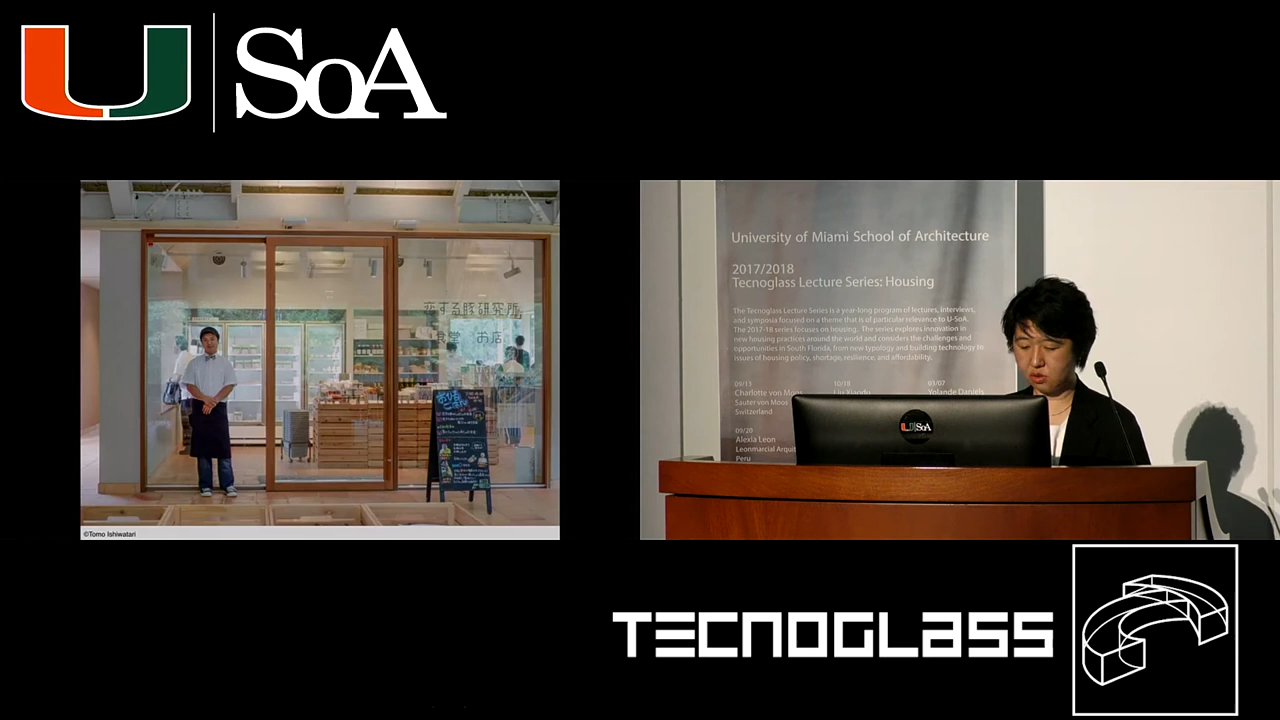 U
SoA
恋する豚研究所
食堂 お店
©Tomo Ishiwatari
University of Miami School of Architecture
2017/2018
Tecnoglass Lecture Series: Housing
The Tecnoglass Lecture Series is a year-long program of lectures, interviews,
and symposia focused on a theme that is of particular relevance to U-SoA.
The 2017-18 series focuses on housing. The series explores innovation in
new housing practices around the world and considers the challenges and
opportunities in South Florida, from new typology and building technology to
issues of housing policy, shortage, resilience, and affordability.
09/13
Charlotte von Moos
Sauter von Moos
Switzerland
10/18
03/07
Yolande Daniels
09/20
Alexia Leon
Leonmarcial Arquit
Peru
U SoA
TECNOGLASS